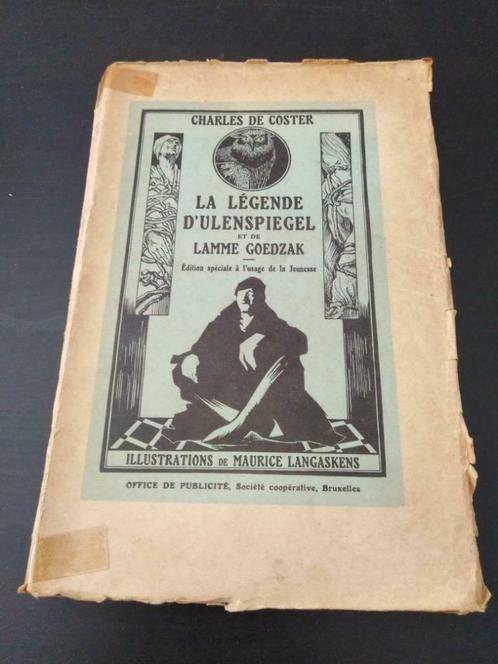 CHARLES DE COSTER
LA LÉGENDE
D'ULENSPIEGEL
ET DE
LAMME GOEDZAK
Édition spéciale à l'usage de la Jeunesse
ILLUSTRATIONS DE MAURICE LANGASKENS
OFFICE DE PUBLICITÉ, Société coopérative, Bruxelles